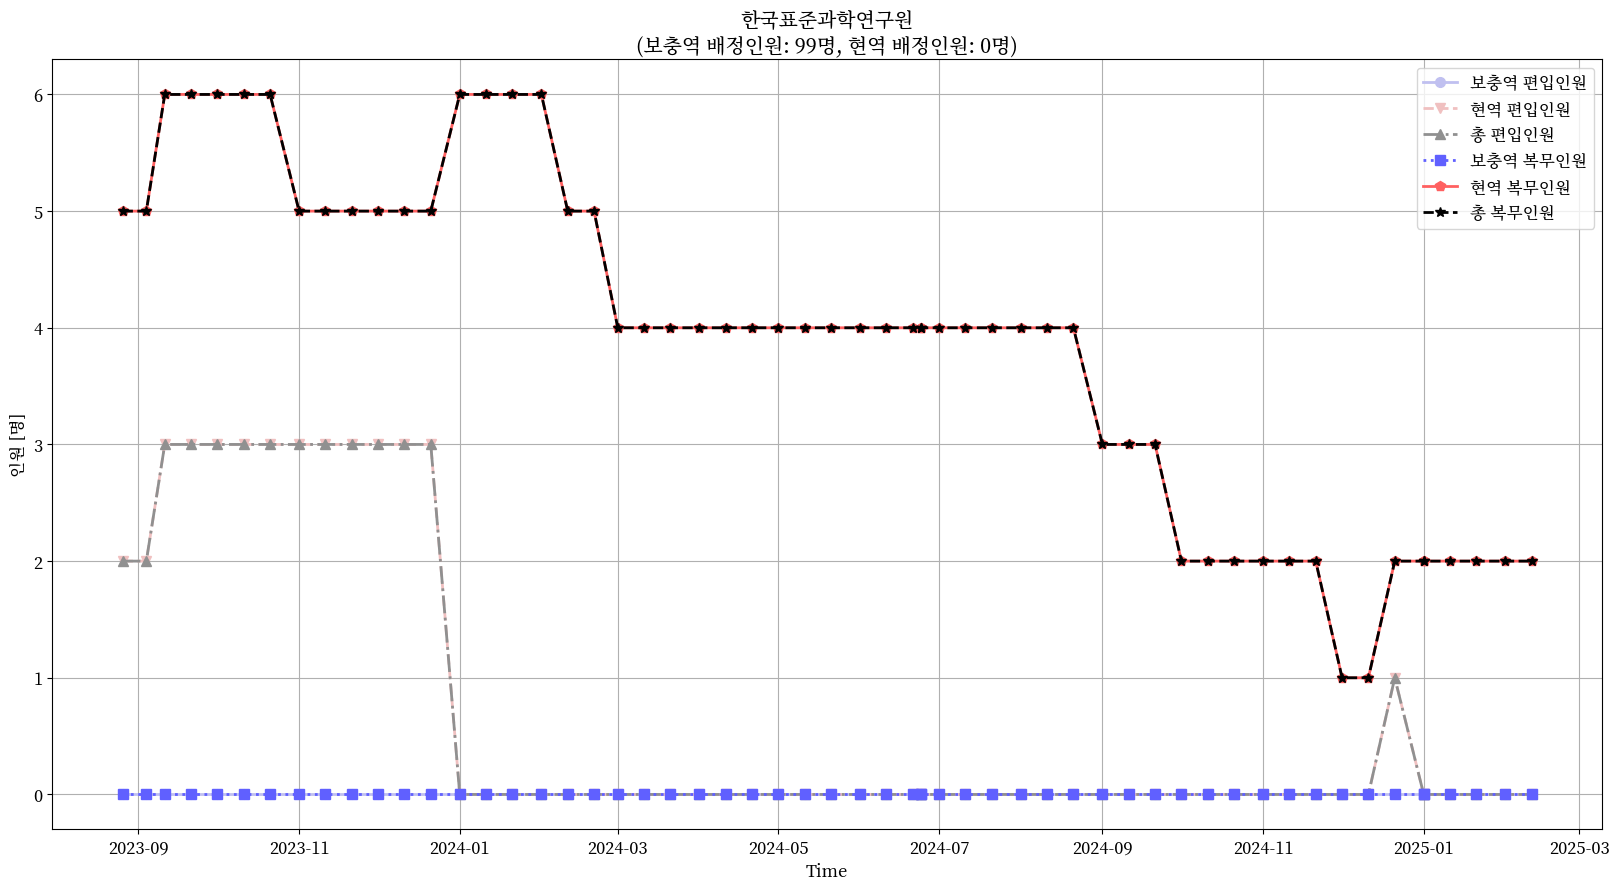 한국표준과학연구원
(보충역 배정인원: 99명, 현역 배정인원: 0명)
보충역 편입인원
현역 편입인원
총 편입인원
보충역 복무인원
현역 복무인원
총 복무인원
인원 [명]
6
5
4
3
2
1
0
2023-09
2023-11
2024-01
2024-03
2024-05
2024-07
2024-09
2024-11
2025-01
2025-03
Time